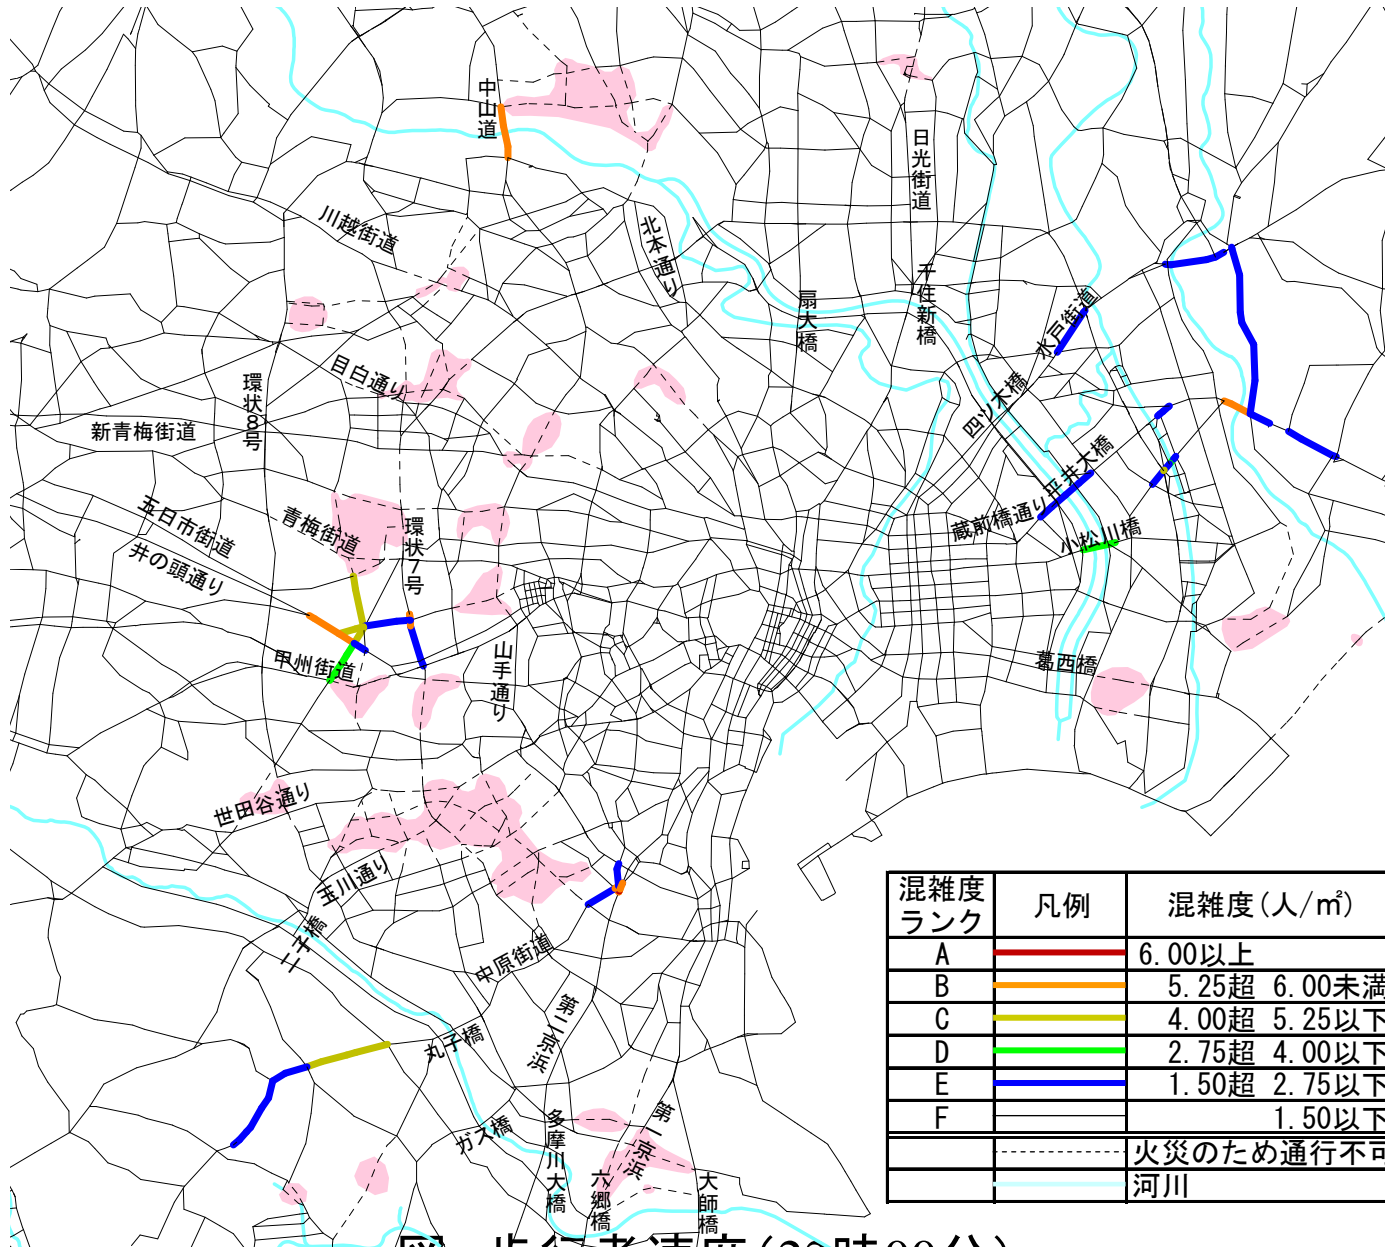 中山道
日光街道
川越街道
北本通り
千住新橋
扇大橋
水戸街道
目白通り
環状8号
四ツ木橋
新青梅街道
平井大橋
五日市街道
青梅街道
環状7号
蔵前橋通り
小松川橋
井の頭通り
甲州街道
山手通り
葛西橋
世田谷通り
玉川通り
二子橋
中原街道
第二京浜
丸子橋
ガス橋
多摩川大橋
第一京浜
六郷橋
大師橋
混雑度ランク 凡例 混雑度(人/㎡)
A 6.00以上
B 5.25超 6.00未満
C 4.00超 5.25以下
D 2.75超 4.00以下
E 1.50超 2.75以下
F 1.50以下
火災のため通行不可
河川